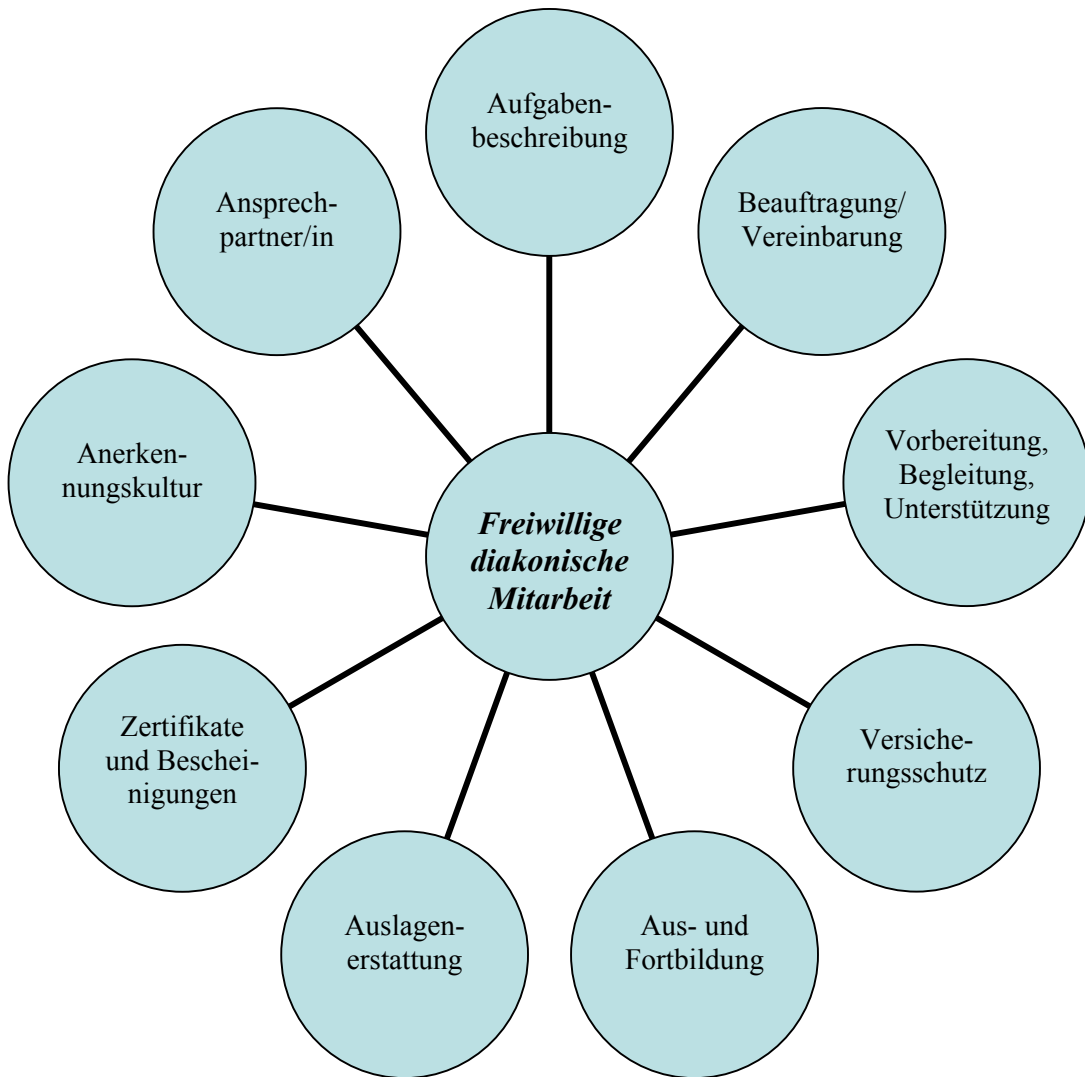 Aufgaben-
beschreibung
Beauftragung/
Vereinbarung
Vorbereitung,
Begleitung,
Unterstützung
Versiche-
rungsschutz
Aus- und
Fortbildung
Auslagen-
erstattung
Zertifikate
und Beschei-
nigungen
Anerken-
nungskultur
Ansprech-
partner/in
Freiwillige
diakonische
Mitarbeit